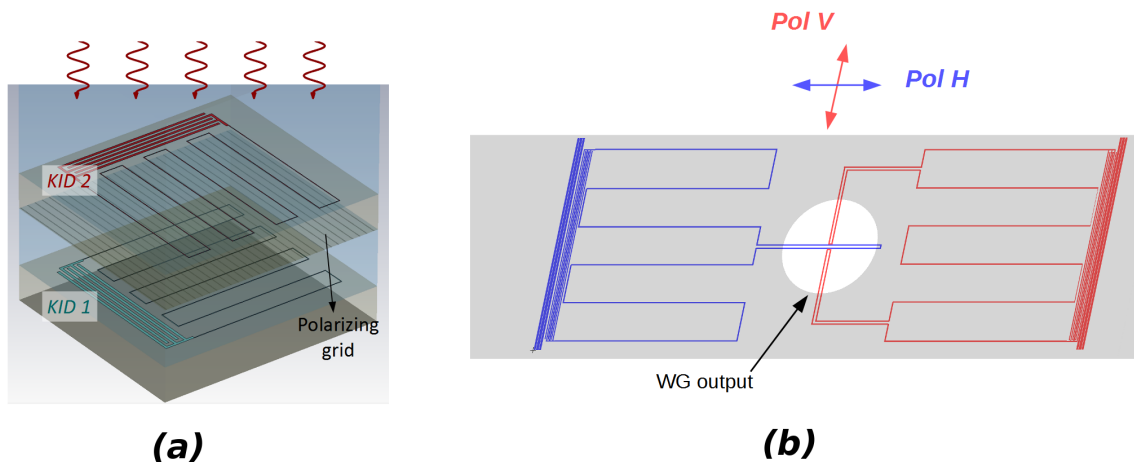 KID 2
KID 1
Polarizing
grid
(a)
Pol V
Pol H
WG output
(b)